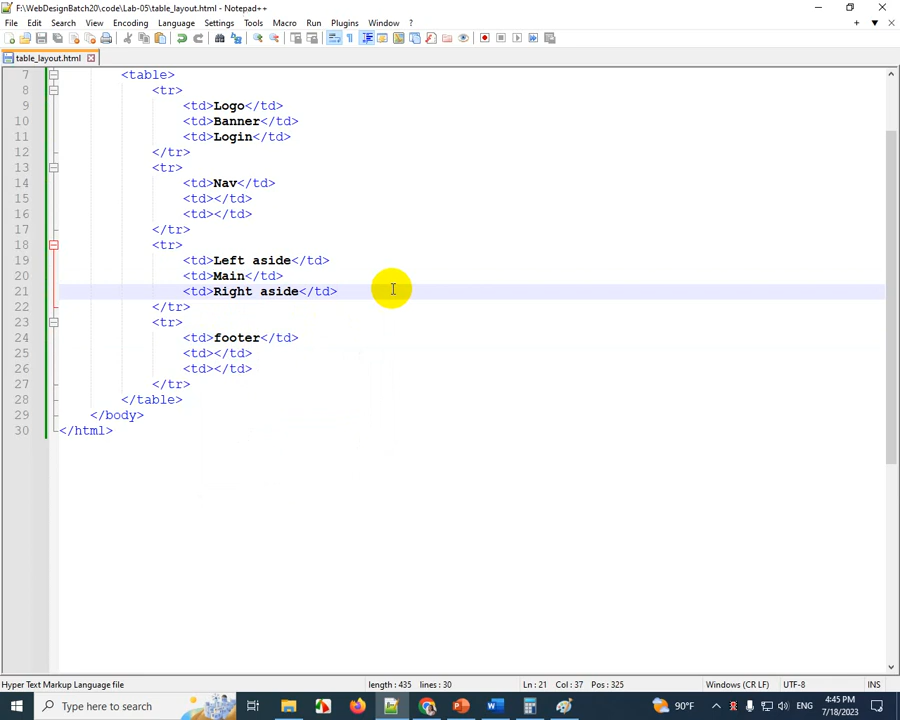 F:\WebDesignBatch20\code\Lab-05\table_layout.html - Notepad++
File Edit Search View Encoding Language Settings Tools Macro Run Plugins Window ?
table_layout.html
7 <table>
8 <tr>
9 <td>Logo</td>
10 <td>Banner</td>
11 <td>Login</td>
12 </tr>
13 <tr>
14 <td>Nav</td>
15 <td></td>
16 <td></td>
17 </tr>
18 <tr>
19 <td>Left aside</td>
20 <td>Main</td>
21 <td>Right aside</td>
22 </tr>
23 <tr>
24 <td>footer</td>
25 <td></td>
26 <td></td>
27 </tr>
28 </table>
29 </body>
30 </html>
Hyper Text Markup Language file length : 435 lines : 30 Ln : 21 Col : 37 Pos : 325 Windows (CR LF) UTF-8 INS
Type here to search 90°F ENG 4:45 PM
7/18/2023